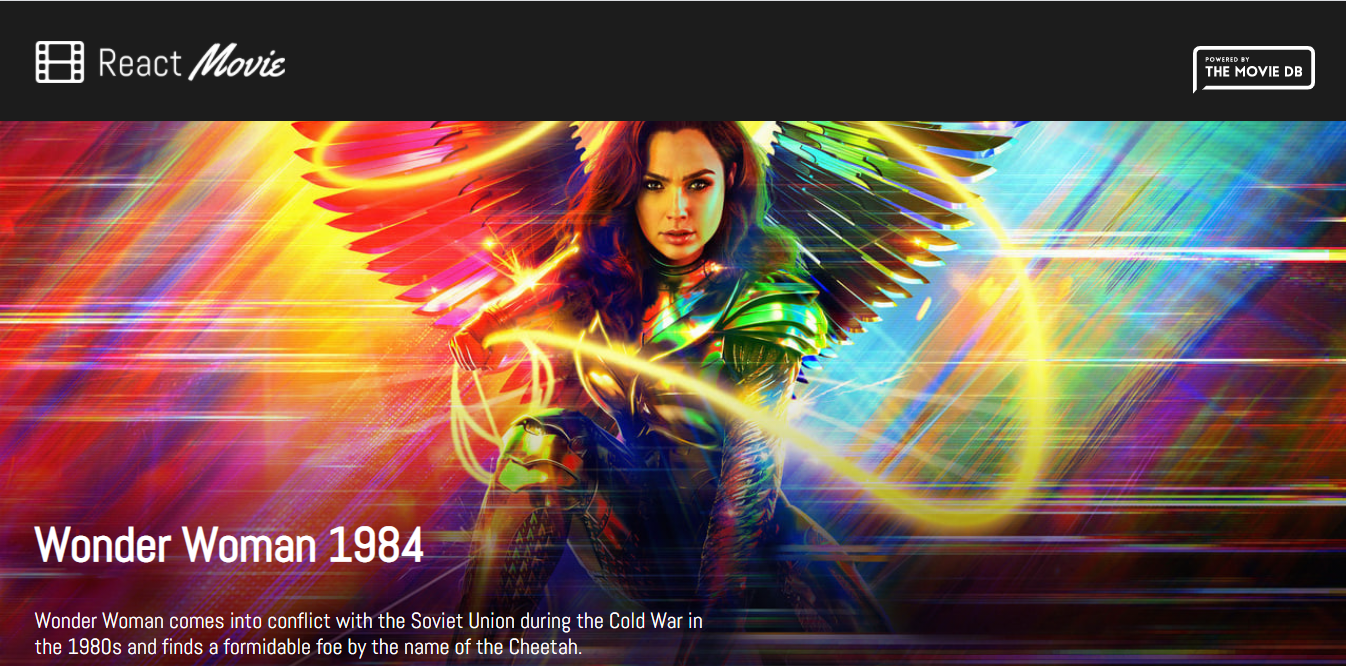 React Movie
POWERED BY
THE MOVIE DB
Wonder Woman 1984
Wonder Woman comes into conflict with the Soviet Union during the Cold War in
the 1980s and finds a formidable foe by the name of the Cheetah.